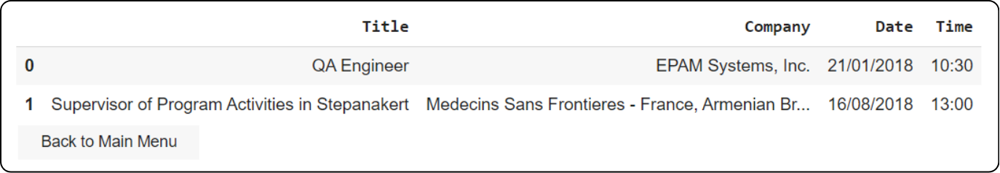 Title Company Date Time
0 QA Engineer EPAM Systems, Inc. 21/01/2018 10:30
1 Supervisor of Program Activities in Stepanakert Medecins Sans Frontieres - France, Armenian Br... 16/08/2018 13:00
Back to Main Menu